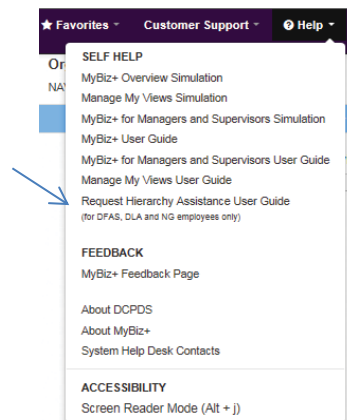 ★ Favorites Customer Support ? Help
Or
NA
SELF HELP
MyBiz+ Overview Simulation
Manage My Views Simulation
MyBiz+ for Managers and Supervisors Simulation
MyBiz+ User Guide
MyBiz+ for Managers and Supervisors User Guide
Manage My Views User Guide
Request Hierarchy Assistance User Guide
(for DFAS, DLA and NG employees only)
FEEDBACK
MyBiz+ Feedback Page
About DCPDS
About MyBiz+
System Help Desk Contacts
ACCESSIBILITY
Screen Reader Mode (Alt + j)